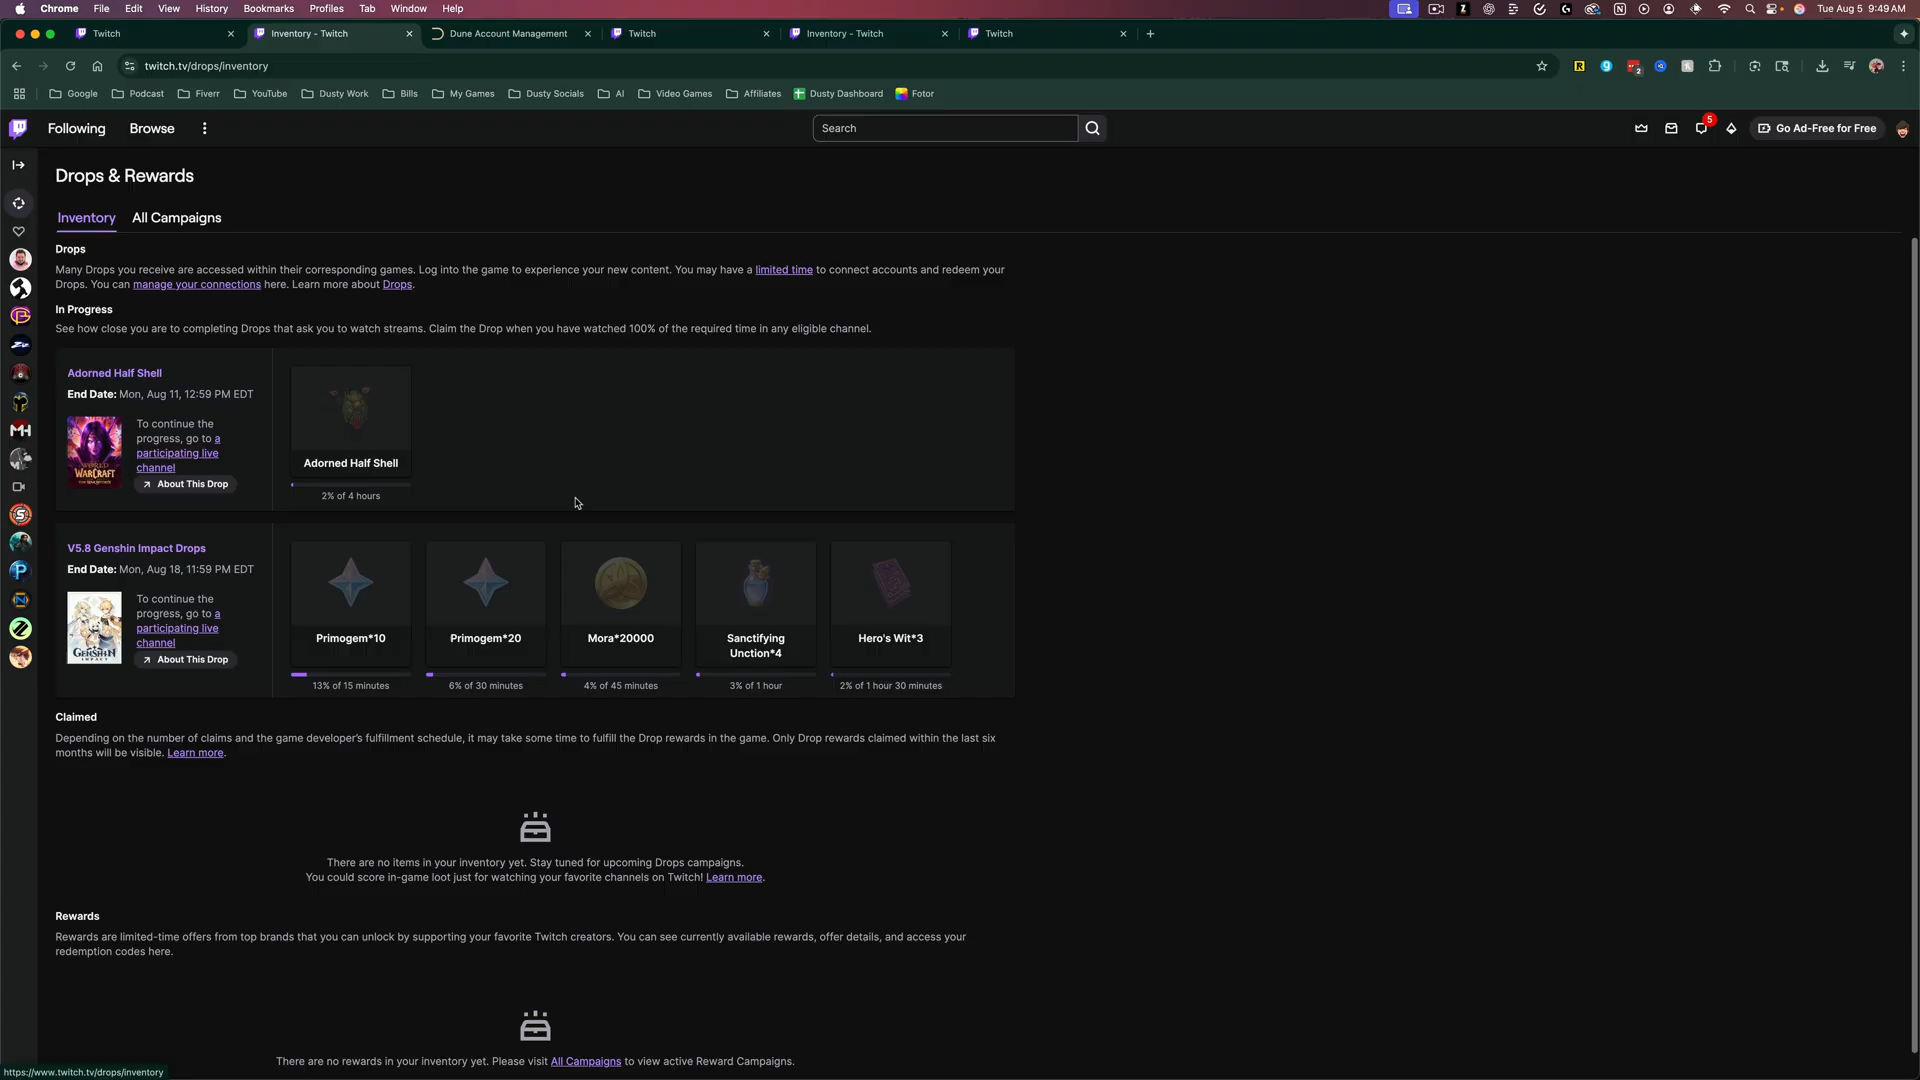 Chrome File Edit View History Bookmarks Profiles Tab Window Help
Tue Aug 5 9:49 AM
Twitch
Inventory - Twitch
Dune Account Management
Twitch
Inventory - Twitch
Twitch
twitch.tv/drops/inventory
2
Google Podcast Fiverr YouTube Dusty Work Bills My Games Dusty Socials AI Video Games Affiliates Dusty Dashboard Fotor
Following Browse
Search
5
Go Ad-Free for Free
Drops & Rewards
Inventory All Campaigns
Drops
Many Drops you receive are accessed within their corresponding games. Log into the game to experience your new content. You may have a limited time to connect accounts and redeem your
Drops. You can manage your connections here. Learn more about Drops.
In Progress
See how close you are to completing Drops that ask you to watch streams. Claim the Drop when you have watched 100% of the required time in any eligible channel.
Adorned Half Shell
End Date: Mon, Aug 11, 12:59 PM EDT
WORLD WARCRAFT
To continue the
progress, go to a
participating live
channel
About This Drop
Adorned Half Shell
2% of 4 hours
V5.8 Genshin Impact Drops
End Date: Mon, Aug 18, 11:59 PM EDT
GENSHIN
IMPACT
To continue the
progress, go to a
participating live
channel
About This Drop
Primogem*10
13% of 15 minutes
Primogem*20
6% of 30 minutes
Mora*20000
4% of 45 minutes
Sanctifying
Unction*4
3% of 1 hour
Hero's Wit*3
2% of 1 hour 30 minutes
Claimed
Depending on the number of claims and the game developer's fulfillment schedule, it may take some time to fulfill the Drop rewards in the game. Only Drop rewards claimed within the last six
months will be visible. Learn more.
There are no items in your inventory yet. Stay tuned for upcoming Drops campaigns.
You could score in-game loot just for watching your favorite channels on Twitch! Learn more.
Rewards
Rewards are limited-time offers from top brands that you can unlock by supporting your favorite Twitch creators. You can see currently available rewards, offer details, and access your
redemption codes here.
There are no rewards in your inventory yet. Please visit All Campaigns to view active Reward Campaigns.
https://www.twitch.tv/drops/inventory